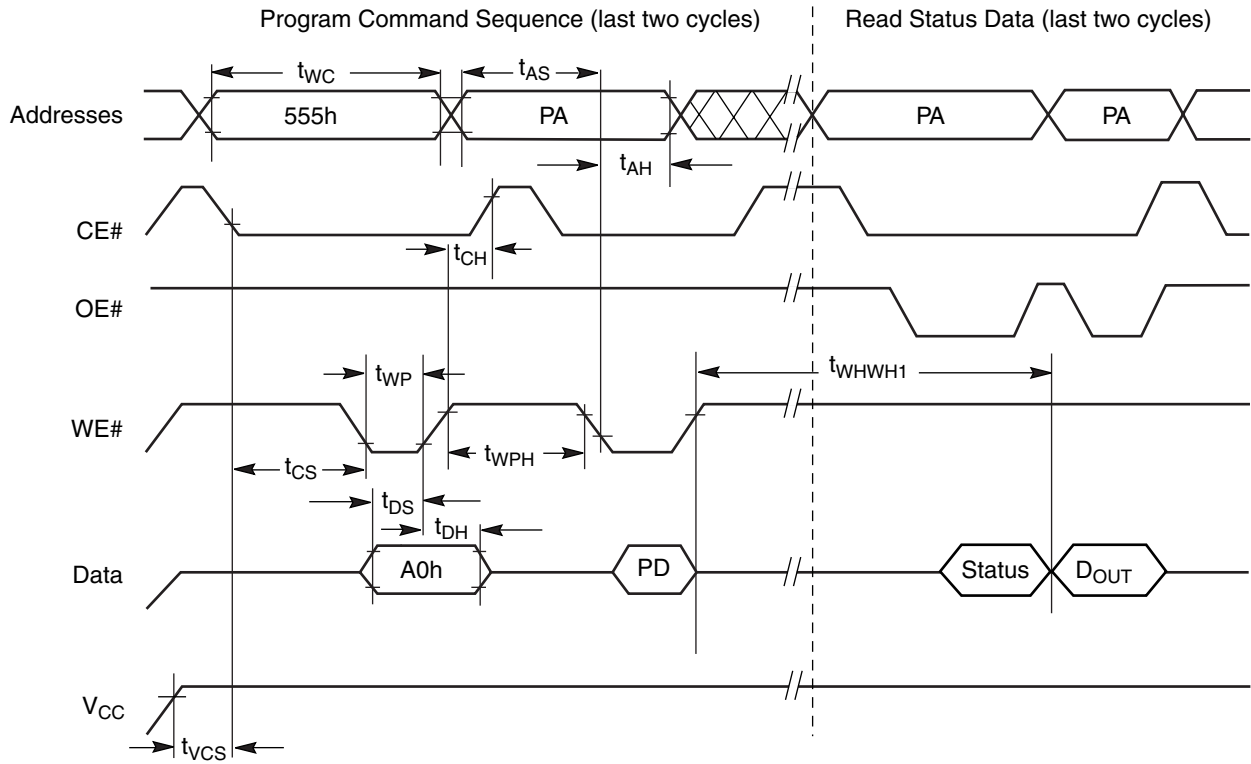 Program Command Sequence (last two cycles)
Read Status Data (last two cycles)
tWC
tAS
Addresses
555h
PA
PA
PA
tAH
CE#
tCH
OE#
tWP
tWHWH1
WE#
tCS
tWPH
tDS
tDH
Data
A0h
PD
Status
DOUT
VCC
tVCS